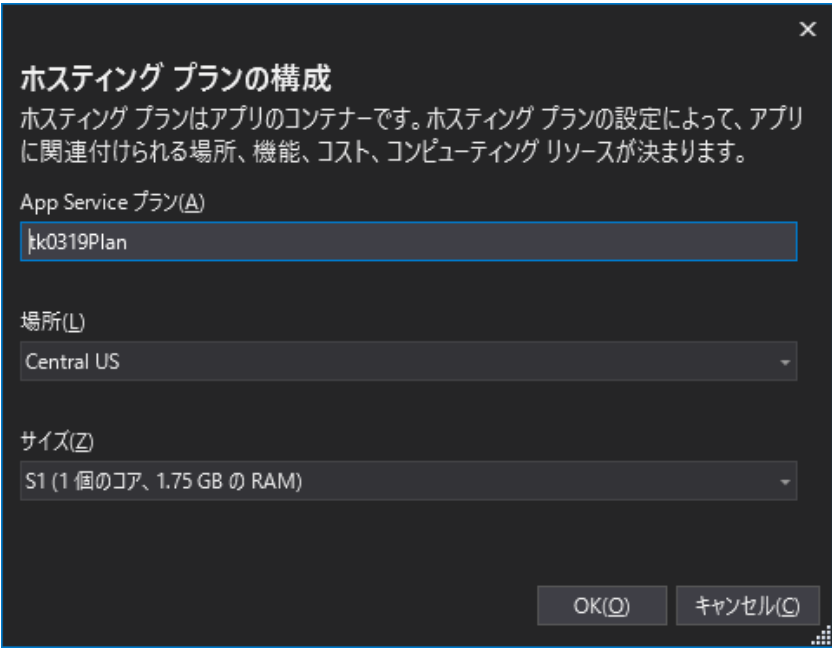 ホスティング プランの構成
ホスティング プランはアプリのコンテナーです。ホスティング プランの設定によって、アプリ
に関連付けられる場所、機能、コスト、コンピューティング リソースが決まります。
App Service プラン(A)
tk0319Plan
場所(L)
Central US
サイズ(Z)
S1 (1 個のコア、1.75 GB の RAM)
OK(O) キャンセル(C)